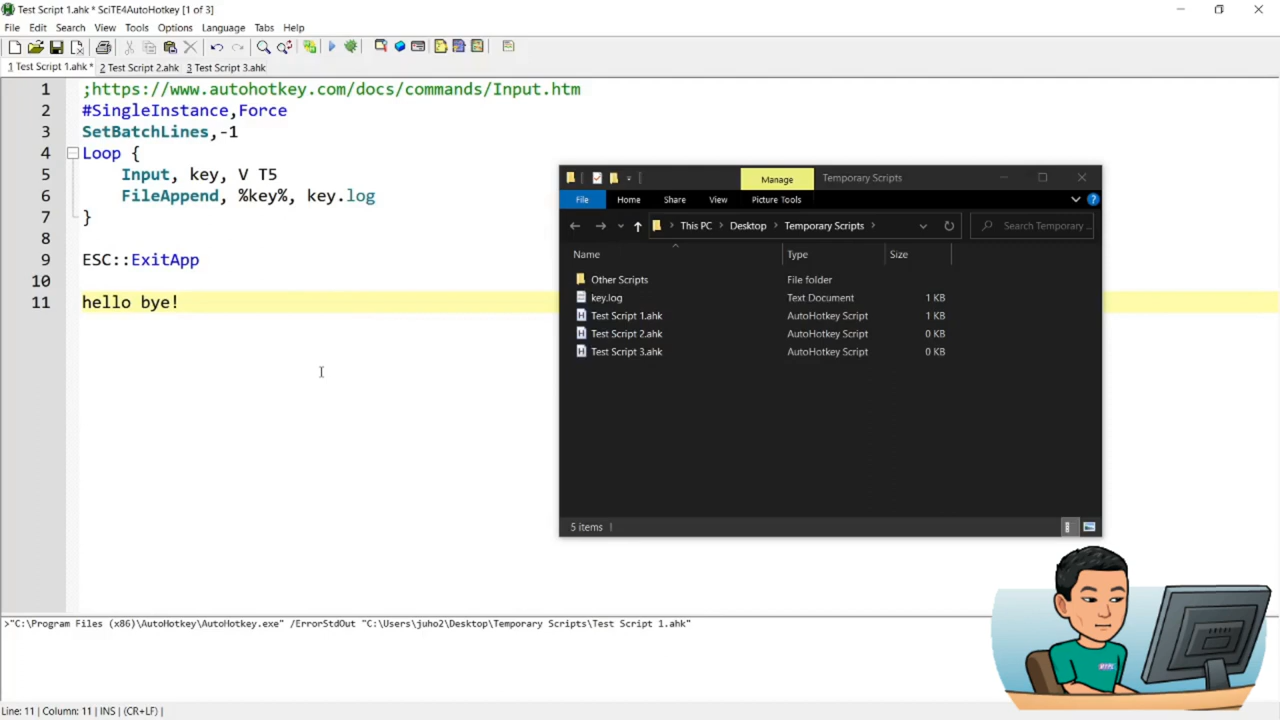 Test Script 1.ahk * SciTE4AutoHotkey [1 of 3]
File Edit Search View Tools Options Language Tabs Help
1 Test Script 1.ahk * 2 Test Script 2.ahk 3 Test Script 3.ahk
1 ;https://www.autohotkey.com/docs/commands/Input.htm
2 #SingleInstance,Force
3 SetBatchLines,-1
4 Loop {
5 Input, key, V T5
6 FileAppend, %key%, key.log
7 }
8
9 ESC::ExitApp
10
11 hello bye!
Manage Temporary Scripts
File Home Share View Picture Tools
This PC > Desktop > Temporary Scripts > Search Temporary ...
Name Type Size
Other Scripts File folder
key.log Text Document 1 KB
Test Script 1.ahk AutoHotkey Script 1 KB
Test Script 2.ahk AutoHotkey Script 0 KB
Test Script 3.ahk AutoHotkey Script 0 KB
5 items
>"C:\Program Files (x86)\AutoHotkey\AutoHotkey.exe" /ErrorStdOut "C:\Users\juho2\Desktop\Temporary Scripts\Test Script 1.ahk"
Line: 11 | Column: 11 | INS | (CR+LF) |